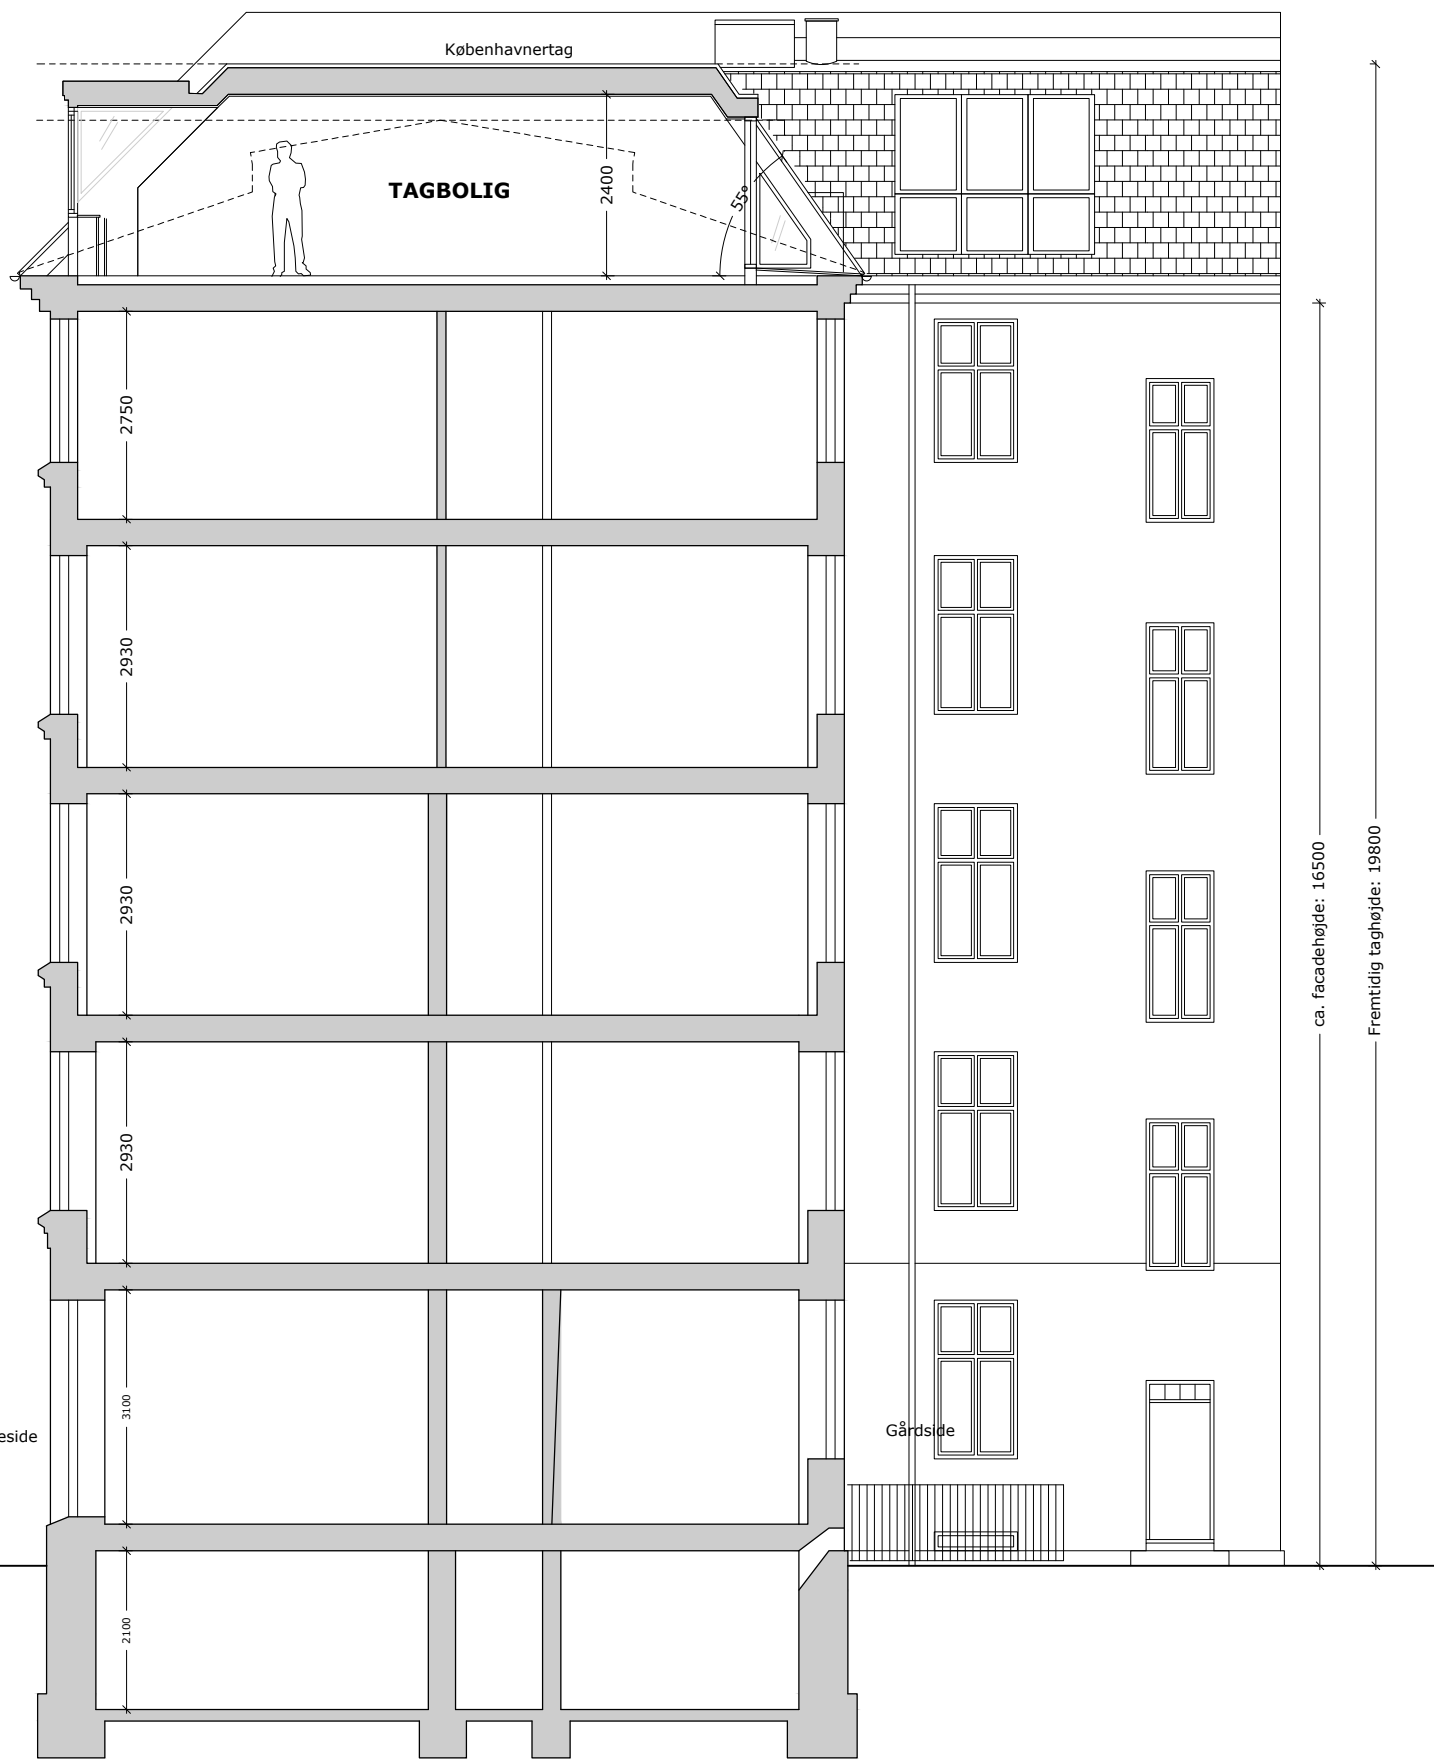 Københavnertag
TAGBOLIG
2400
55°
2750
2930
2930
2930
3100
2100
eside
Gårdside
ca. facadehøjde: 16500
Fremtidig taghøjde: 19800